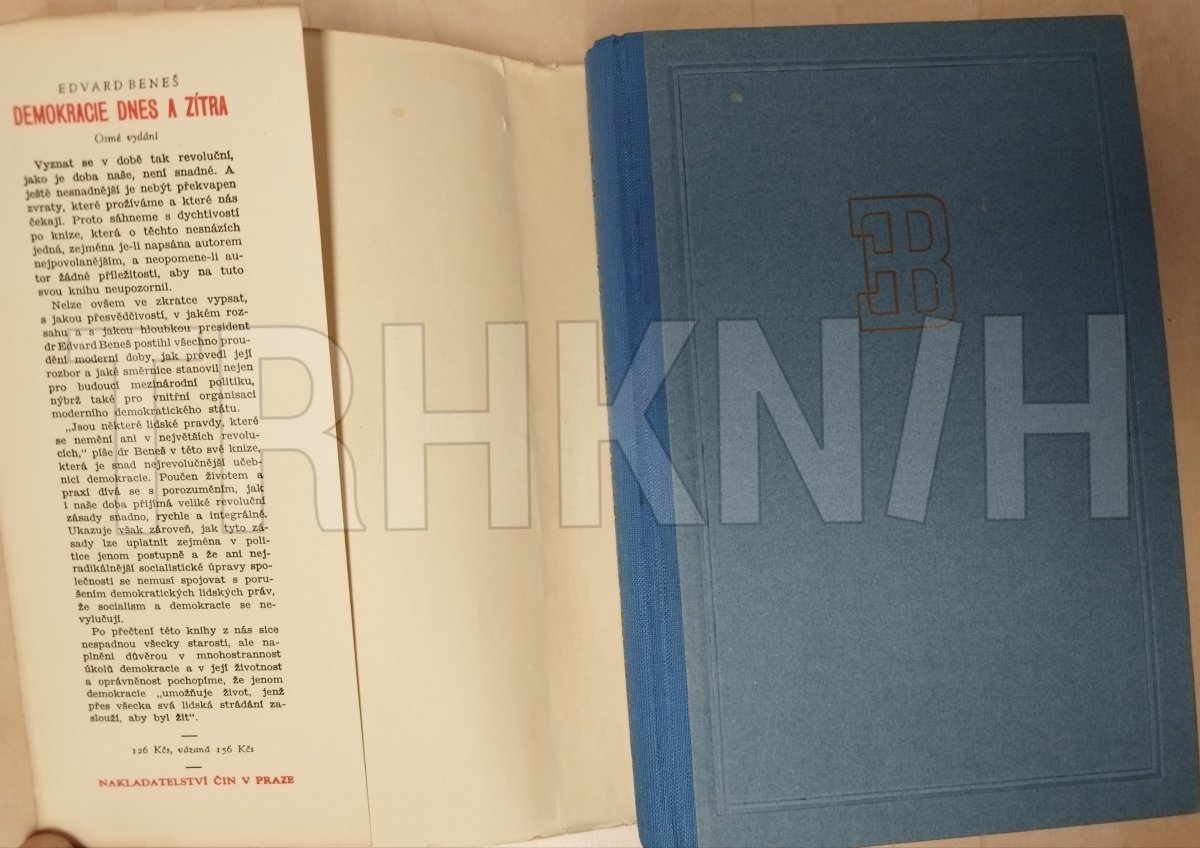 EDVARD BENEŠ
DEMOKRACIE DNES A ZÍTRA
Osmé vydání
Vyznat se v době tak revoluční,
jako je doba naše, není snadné. A
ještě nesnadnější je nebýt překvapen
zvraty, které prožíváme a které nás
čekají. Proto sáhneme s dychtivostí
po knize, která o těchto nesnázích
jedná, zejména je-li napsána autorem
nejpovolanějším, a neopomene-li au-
tor žádné příležitosti, aby na tuto
svou knihu neupozornil.
Nelze ovšem ve zkratce vypsat,
s jakou přesvědčivostí, v jakém roz-
sahu a s jakou hloubkou president
dr Edvard Beneš postihl všechno prou-
dění moderní doby, jak provedl její
rozbor a jaké směrnice stanovil nejen
pro budoucí mezinárodní politiku,
nýbrž také pro vnitřní organisaci
moderního demokratického státu.
„Jsou některé lidské pravdy, které
se nemění ani v největších revolu-
cích,“ píše dr Beneš v této své knize,
která je snad nejrevolučnější učeb-
nicí demokracie. Poučen životem a
praxí dívá se s porozuměním, jak
i naše doba přijímá veliké revoluční
zásady snadno, rychle a integrálně.
Ukazuje však zároveň, jak tyto zá-
sady lze uplatnit zejména v poli-
tice jenom postupně a že ani nej-
radikálnější socialistické úpravy spo-
lečnosti se nemusí spojovat s poru-
šením demokratických lidských práv,
že socialism a demokracie se ne-
vylučují.
Po přečtení této knihy z nás sice
nespadnou všecky starosti, ale na-
plnění důvěrou v mnohostrannost
úkolů demokracie a v její životnost
a oprávněnost pochopíme, že jenom
demokracie „umožňuje život, jenž
přes všecka svá lidská strádání za-
slouží, aby byl žit“.
126 Kčs, vázaná 156 Kčs
NAKLADATELSTVÍ ČIN V PRAZE
EB
TRHKNIH